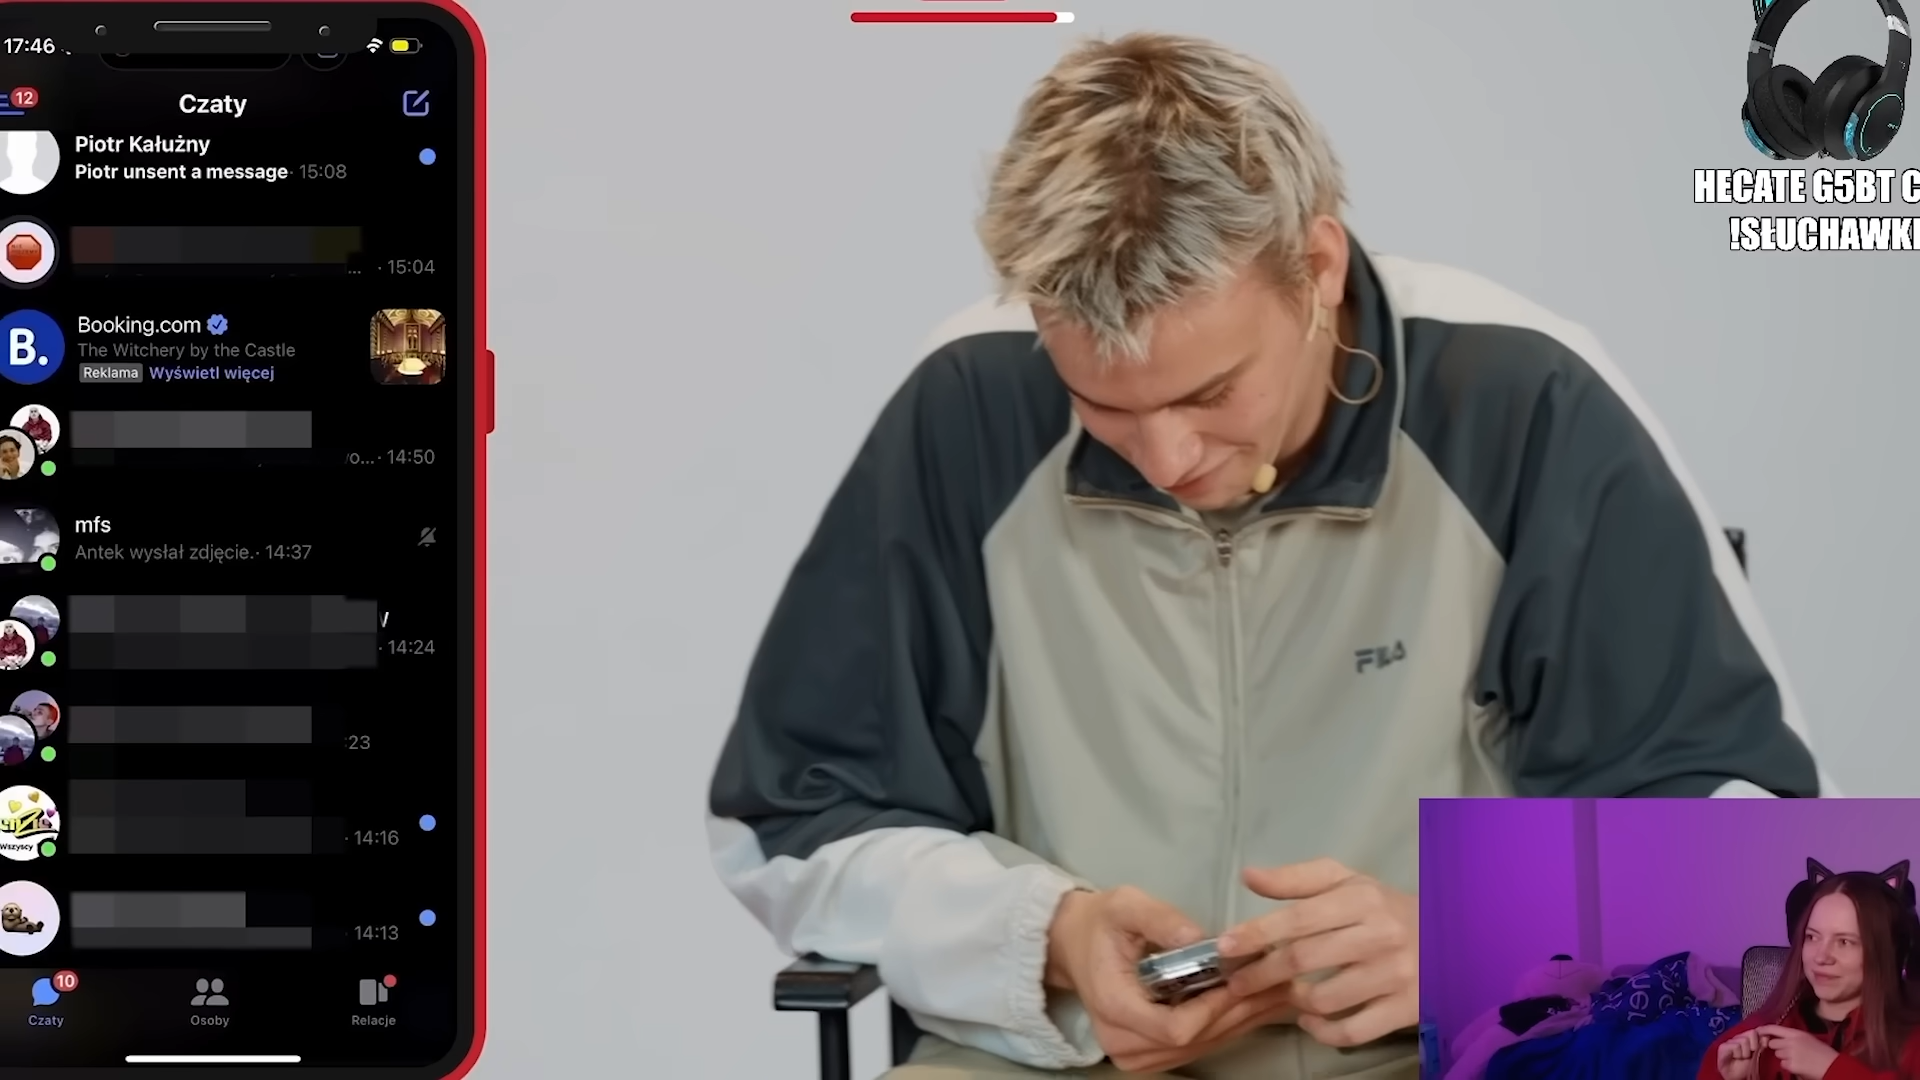 17:46
12
Czaty
Piotr Kałużny
Piotr unsent a message · 15:08
... · 15:04
B.
Booking.com
The Witchery by the Castle
Reklama Wyświetl więcej
· 14:50
mfs
Antek wysłał zdjęcie. · 14:37
· 14:24
:23
Wszyscy
· 14:16
· 14:13
10
Czaty
Osoby
Relacje
FILA
HECATE G5BT C
!SŁUCHAWKI